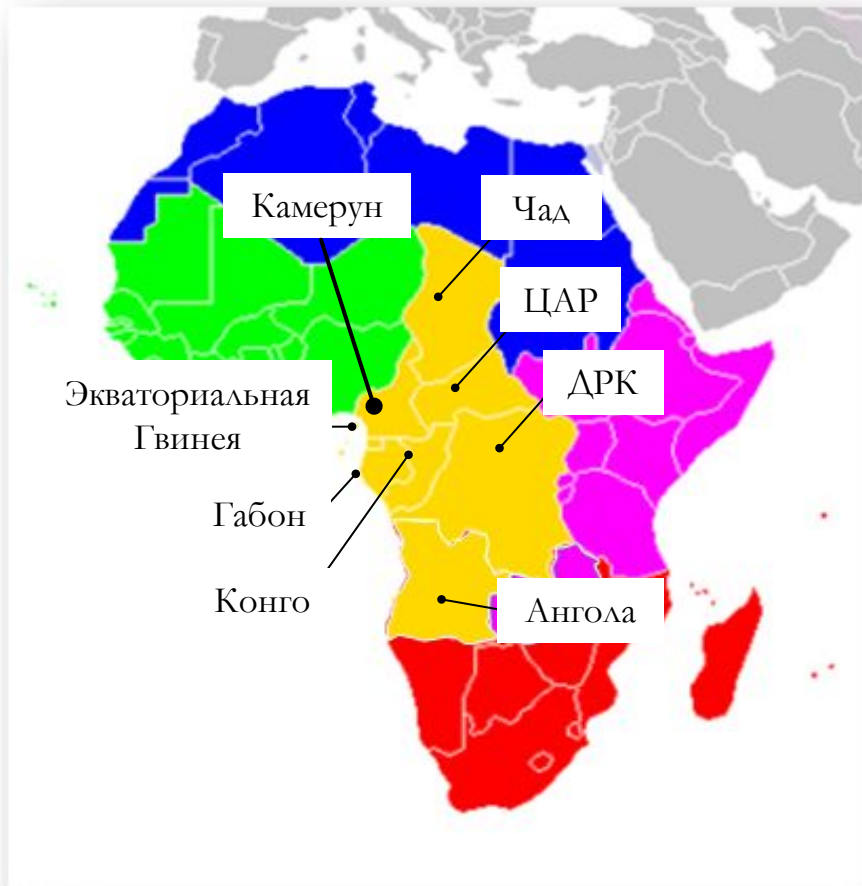 Камерун
Чад
ЦАР
ДРК
Экваториальная
Гвинея
Габон
Конго
Ангола